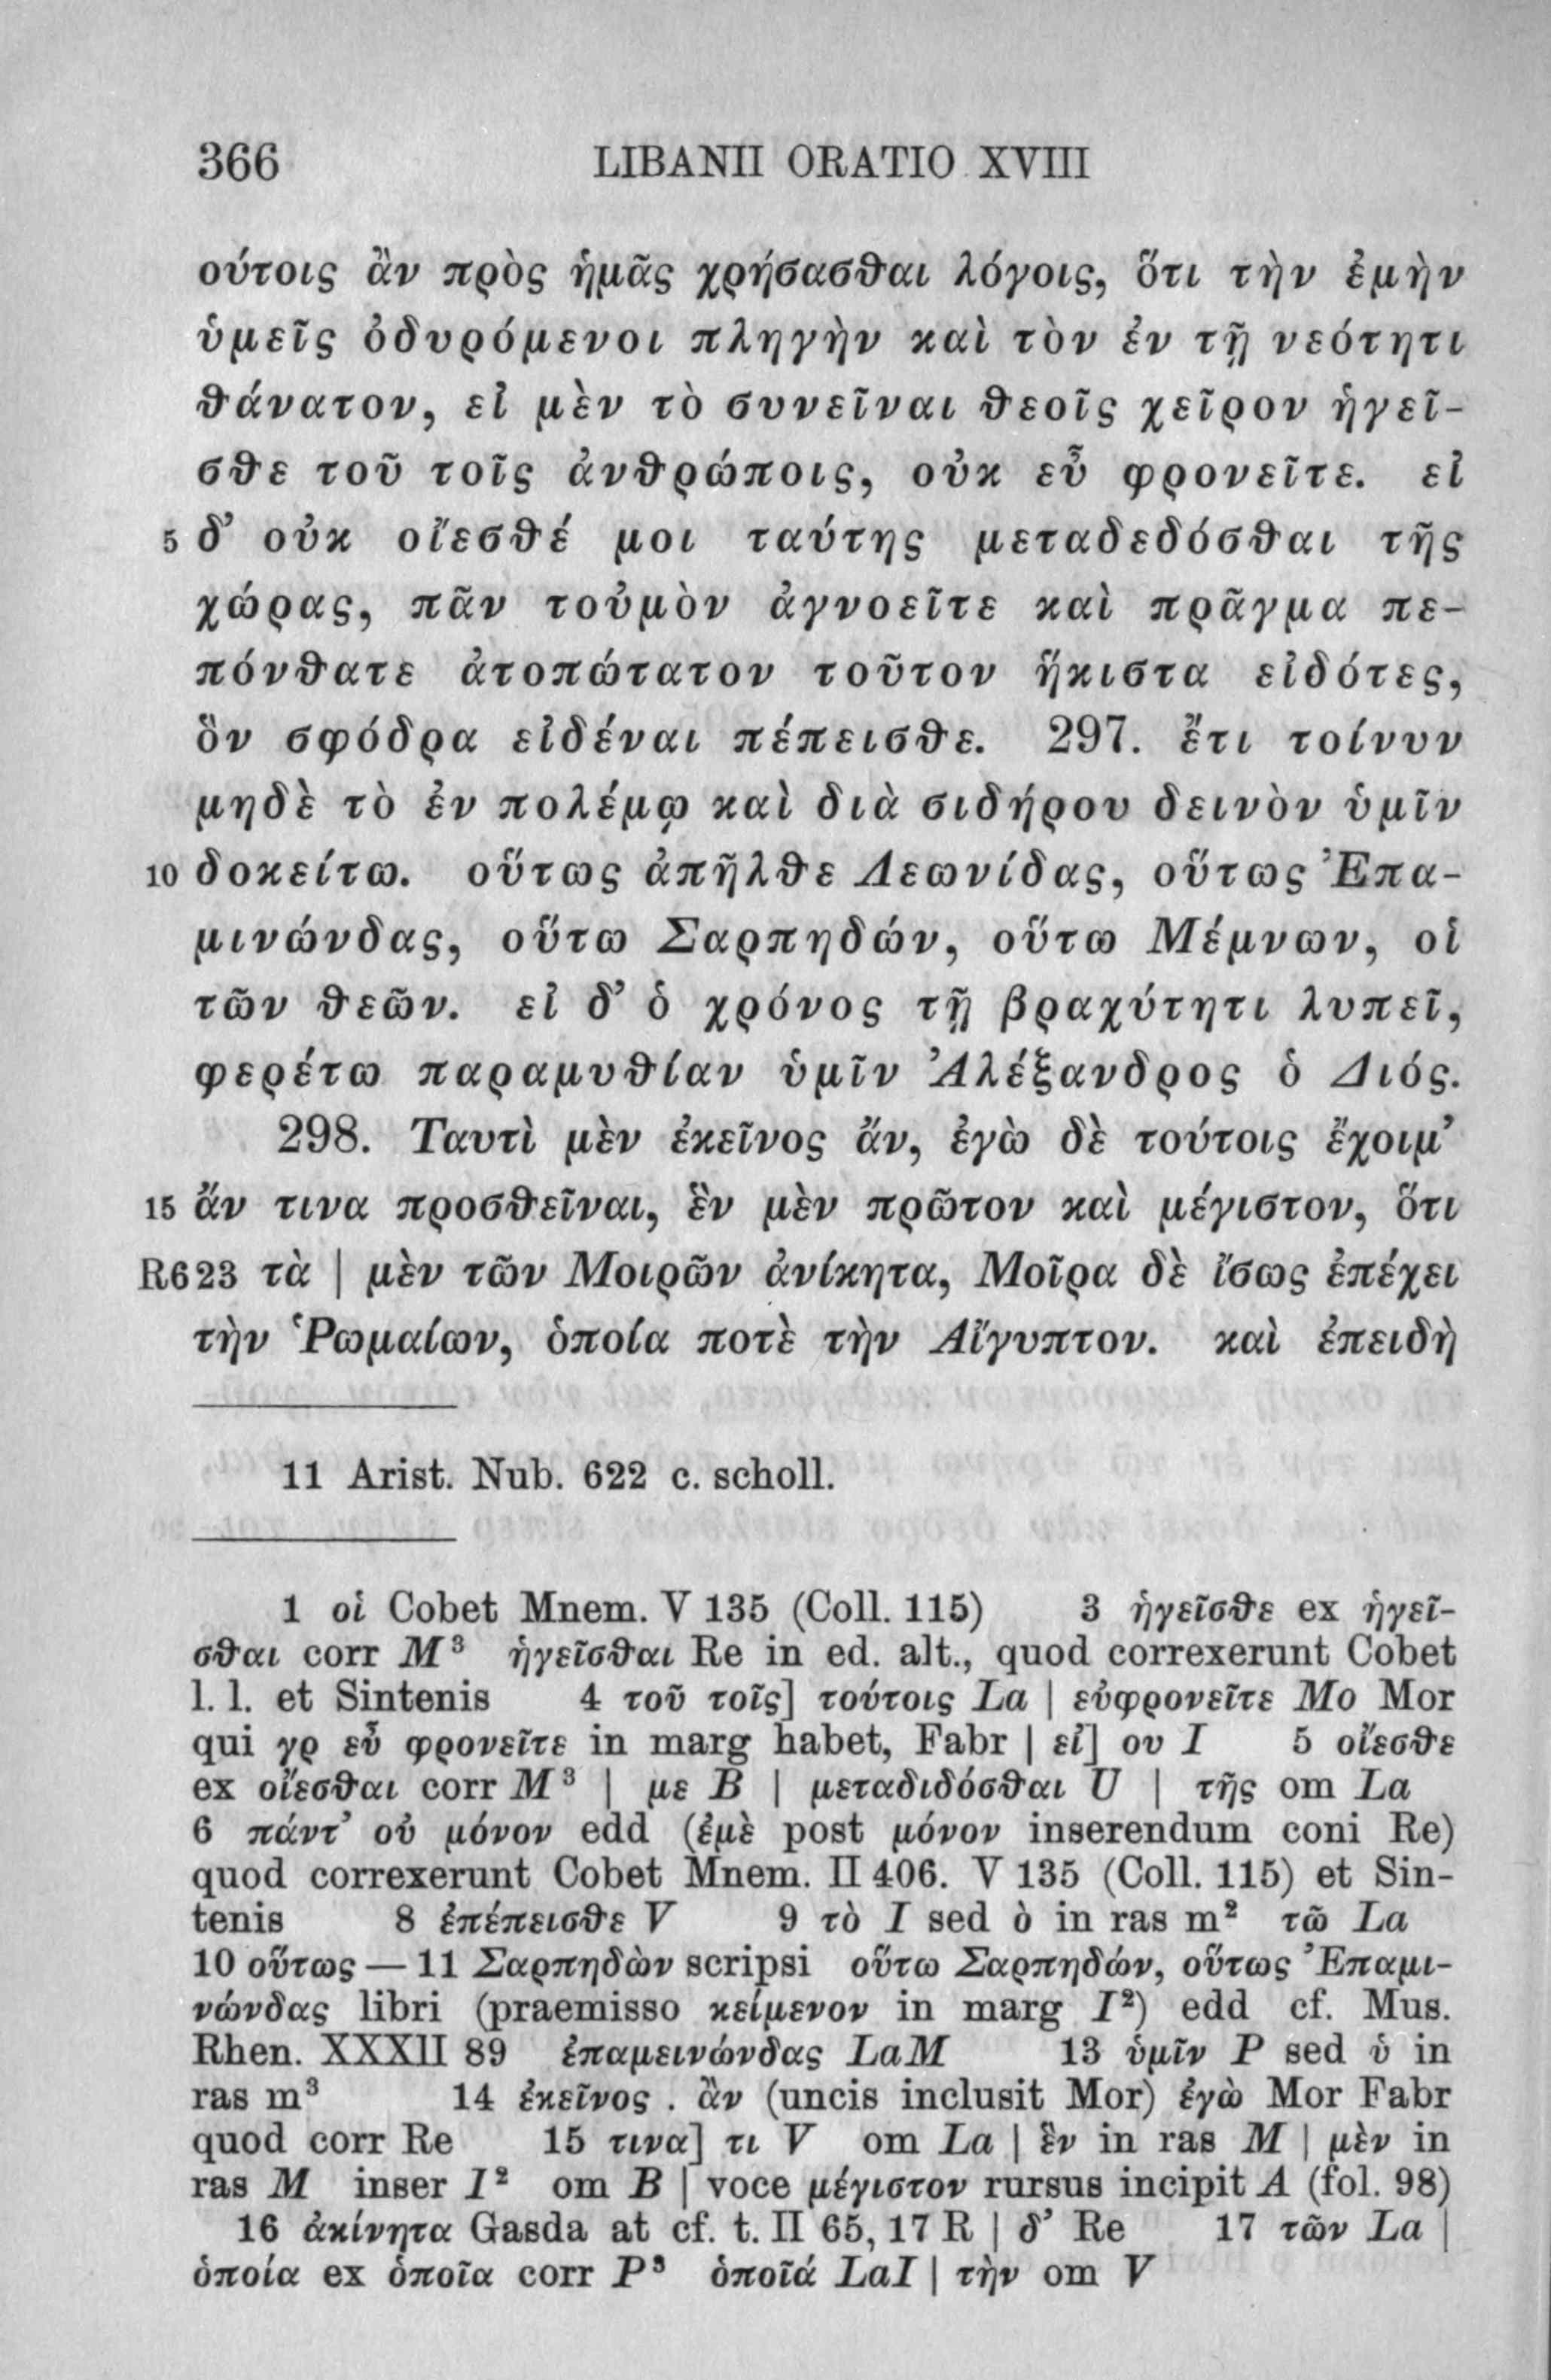 366 LIBANII ORATIO XVIII
ούτοις ἂν πρὸς ἡμᾶς χρήσασθαι λόγοις, ὅτι τὴν ἐμὴν
ὑμεῖς ὀδυρόμενοι πληγὴν καὶ τὸν ἐν τῇ νεότητι
θάνατον, εἰ μὲν τὸ συνεῖναι θεοῖς χεῖρον ἡγεῖ-
σθε τοῦ τοῖς ἀνθρώποις, οὐκ εὖ φρονεῖτε. εἰ
5 δ’ οὐκ οἴεσθέ μοι ταύτης μεταδεδόσθαι τῆς
χώρας, πᾶν τοὐμὸν ἀγνοεῖτε καὶ πρᾶγμα πε-
πόνθατε ἀτοπώτατον τοῦτον ἥκιστα εἰδότες,
ὃν σφόδρα εἰδέναι πέπεισθε. 297. ἔτι τοίνυν
μηδὲ τὸ ἐν πολέμῳ καὶ διὰ σιδήρου δεινὸν ὑμῖν
10 δοκείτω. οὕτως ἀπῆλθε Λεωνίδας, οὕτως Ἐπα-
μινώνδας, οὕτω Σαρπηδών, οὕτω Μέμνων, οἱ
τῶν θεῶν. εἰ δ’ ὁ χρόνος τῇ βραχύτητι λυπεῖ,
φερέτω παραμυθίαν ὑμῖν Ἀλέξανδρος ὁ Διός.
298. Ταυτὶ μὲν ἐκεῖνος ἄν, ἐγὼ δὲ τούτοις ἔχοιμ’
15 ἄν τινα προσθεῖναι, ἓν μὲν πρῶτον καὶ μέγιστον, ὅτι
R623 τὰ | μὲν τῶν Μοιρῶν ἀνίκητα, Μοῖρα δὲ ἴσως ἐπέχει
τὴν Ῥωμαίων, ὁποία ποτὲ τὴν Αἴγυπτον. καὶ ἐπειδὴ
11 Arist. Nub. 622 c. scholl.
1 οἱ Cobet Mnem. V 135 (Coll. 115) 3 ἡγεῖσθε ex ἡγεῖ-
σθαι corr M³ ἡγεῖσθαι Re in ed. alt., quod correxerunt Cobet
l. l. et Sintenis 4 τοῦ τοῖς] τούτοις La | εὐφρονεῖτε Mo Mor
qui γρ εὖ φρονεῖτε in marg habet, Fabr | εἰ] ου I 5 οἴεσθε
ex οἴεσθαι corr M³ | με B | μεταδιδόσθαι U | τῆς om La
6 πάντ’ οὐ μόνον edd (ἐμὲ post μόνον inserendum coni Re)
quod correxerunt Cobet Mnem. II 406. V 135 (Coll. 115) et Sin-
tenis 8 ἐπέπεισθε V 9 τὸ I sed ὸ in ras m² τῶ La
10 οὕτως — 11 Σαρπηδὼν scripsi οὕτω Σαρπηδών, οὕτως Ἐπαμι-
νώνδας libri (praemisso κείμενον in marg I²) edd cf. Mus.
Rhen. XXXII 89 ἐπαμεινώνδας LaM 13 ὑμῖν P sed ὑ in
ras m³ 14 ἐκεῖνος . ἂν (uncis inclusit Mor) ἐγὼ Mor Fabr
quod corr Re 15 τινα] τι V om La | ἓν in ras M | μὲν in
ras M inser I² om B | voce μέγιστον rursus incipit A (fol. 98)
16 ἀκίνητα Gasda at cf. t. II 65, 17 R | δ’ Re 17 τῶν La |
ὁποία ex ὁποῖα corr P³ ὁποῖά LaI | τὴν om V